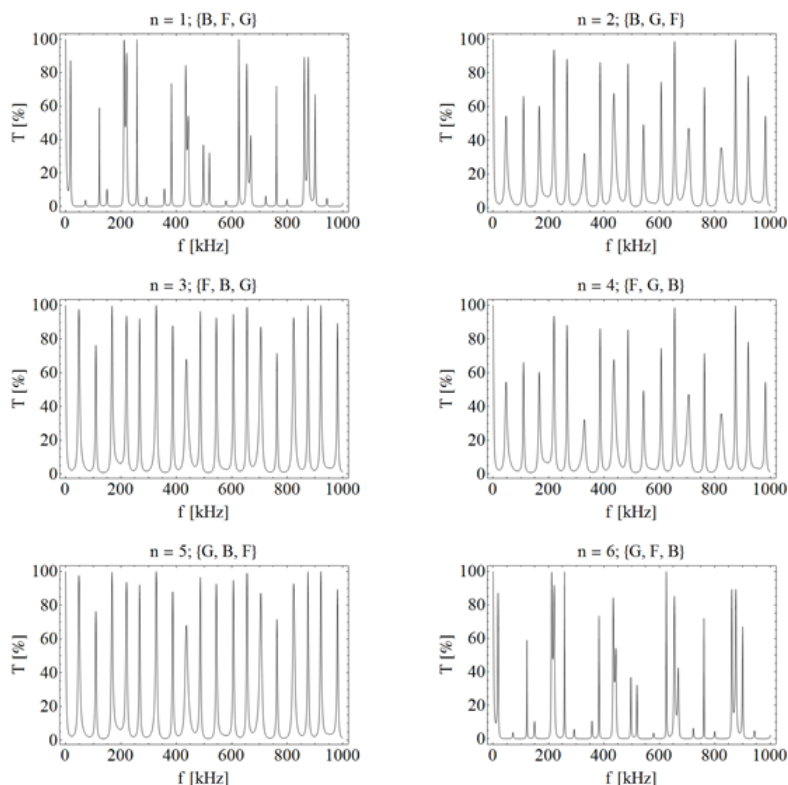 n = 1; {B, F, G}
100
80
60
40
20
0
T [%]
0 200 400 600 800 1000
f [kHz]
n = 2; {B, G, F}
100
80
60
40
20
0
T [%]
0 200 400 600 800 1000
f [kHz]
n = 3; {F, B, G}
100
80
60
40
20
0
T [%]
0 200 400 600 800 1000
f [kHz]
n = 4; {F, G, B}
100
80
60
40
20
0
T [%]
0 200 400 600 800 1000
f [kHz]
n = 5; {G, B, F}
100
80
60
40
20
0
T [%]
0 200 400 600 800 1000
f [kHz]
n = 6; {G, F, B}
100
80
60
40
20
0
T [%]
0 200 400 600 800 1000
f [kHz]